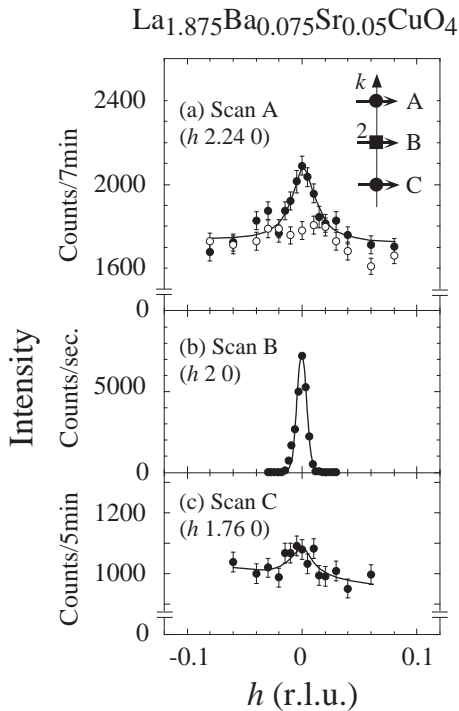 La1.875Ba0.075Sr0.05CuO4
(a) Scan A
(h 2.24 0)
k
A
2
B
C
2400
2000
1600
0
Counts/7min
(b) Scan B
(h 2 0)
5000
0
Counts/sec.
Intensity
(c) Scan C
(h 1.76 0)
1200
1000
0
Counts/5min
-0.1
0
0.1
h (r.l.u.)